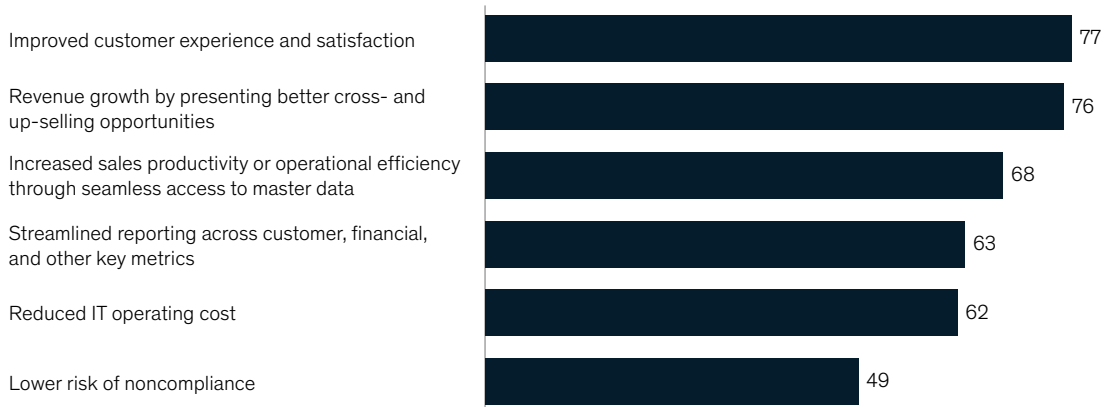 Improved customer experience and satisfaction
77
Revenue growth by presenting better cross- and
up-selling opportunities
76
Increased sales productivity or operational efficiency
through seamless access to master data
68
Streamlined reporting across customer, financial,
and other key metrics
63
Reduced IT operating cost
62
Lower risk of noncompliance
49